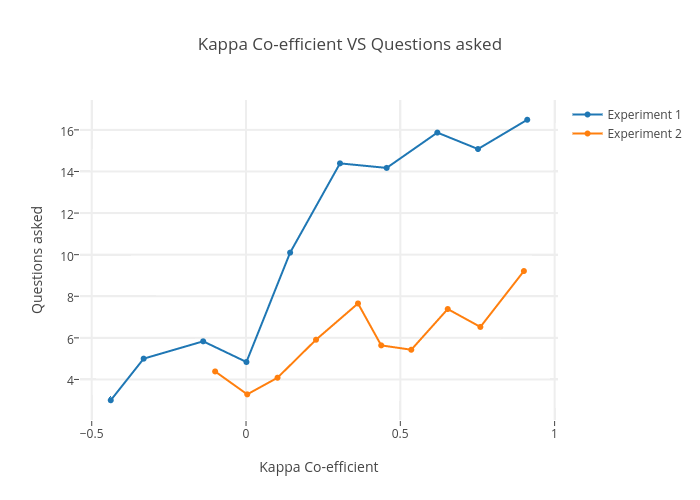 Kappa Co-efficient VS Questions asked
Experiment 1
Experiment 2
16
14
12
10
8
6
4
Questions asked
−0.5
0
0.5
1
Kappa Co-efficient